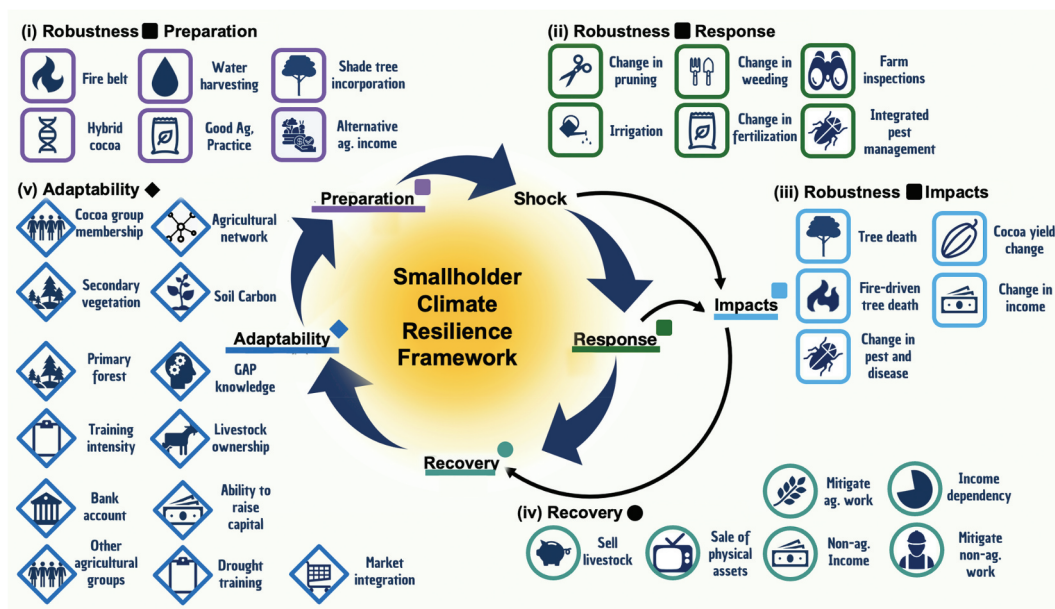 (i) Robustness ■ Preparation
Fire belt
Water
harvesting
Shade tree
incorporation
Hybrid
cocoa
Good Ag,
Practice
Alternative
ag. income
(ii) Robustness ■ Response
Change in
pruning
Change in
weeding
Farm
inspections
Irrigation
Change in
fertilization
Integrated
pest
management
(v) Adaptability ◆
Cocoa group
membership
Agricultural
network
Secondary
vegetation
Soil Carbon
Primary
forest
GAP
knowledge
Training
intensity
Livestock
ownership
Bank
account
Ability to
raise
capital
Other
agricultural
groups
Drought
training
Market
integration
Preparation
Shock
Smallholder
Climate
Resilience
Framework
Impacts
Response
Adaptability
Recovery
(iii) Robustness ■ Impacts
Tree death
Cocoa yield
change
Fire-driven
tree death
Change in
income
Change in
pest and
disease
(iv) Recovery ●
Sell
livestock
Sale of
physical
assets
Mitigate
ag. work
Income
dependency
Non-ag.
Income
Mitigate
non-ag.
work